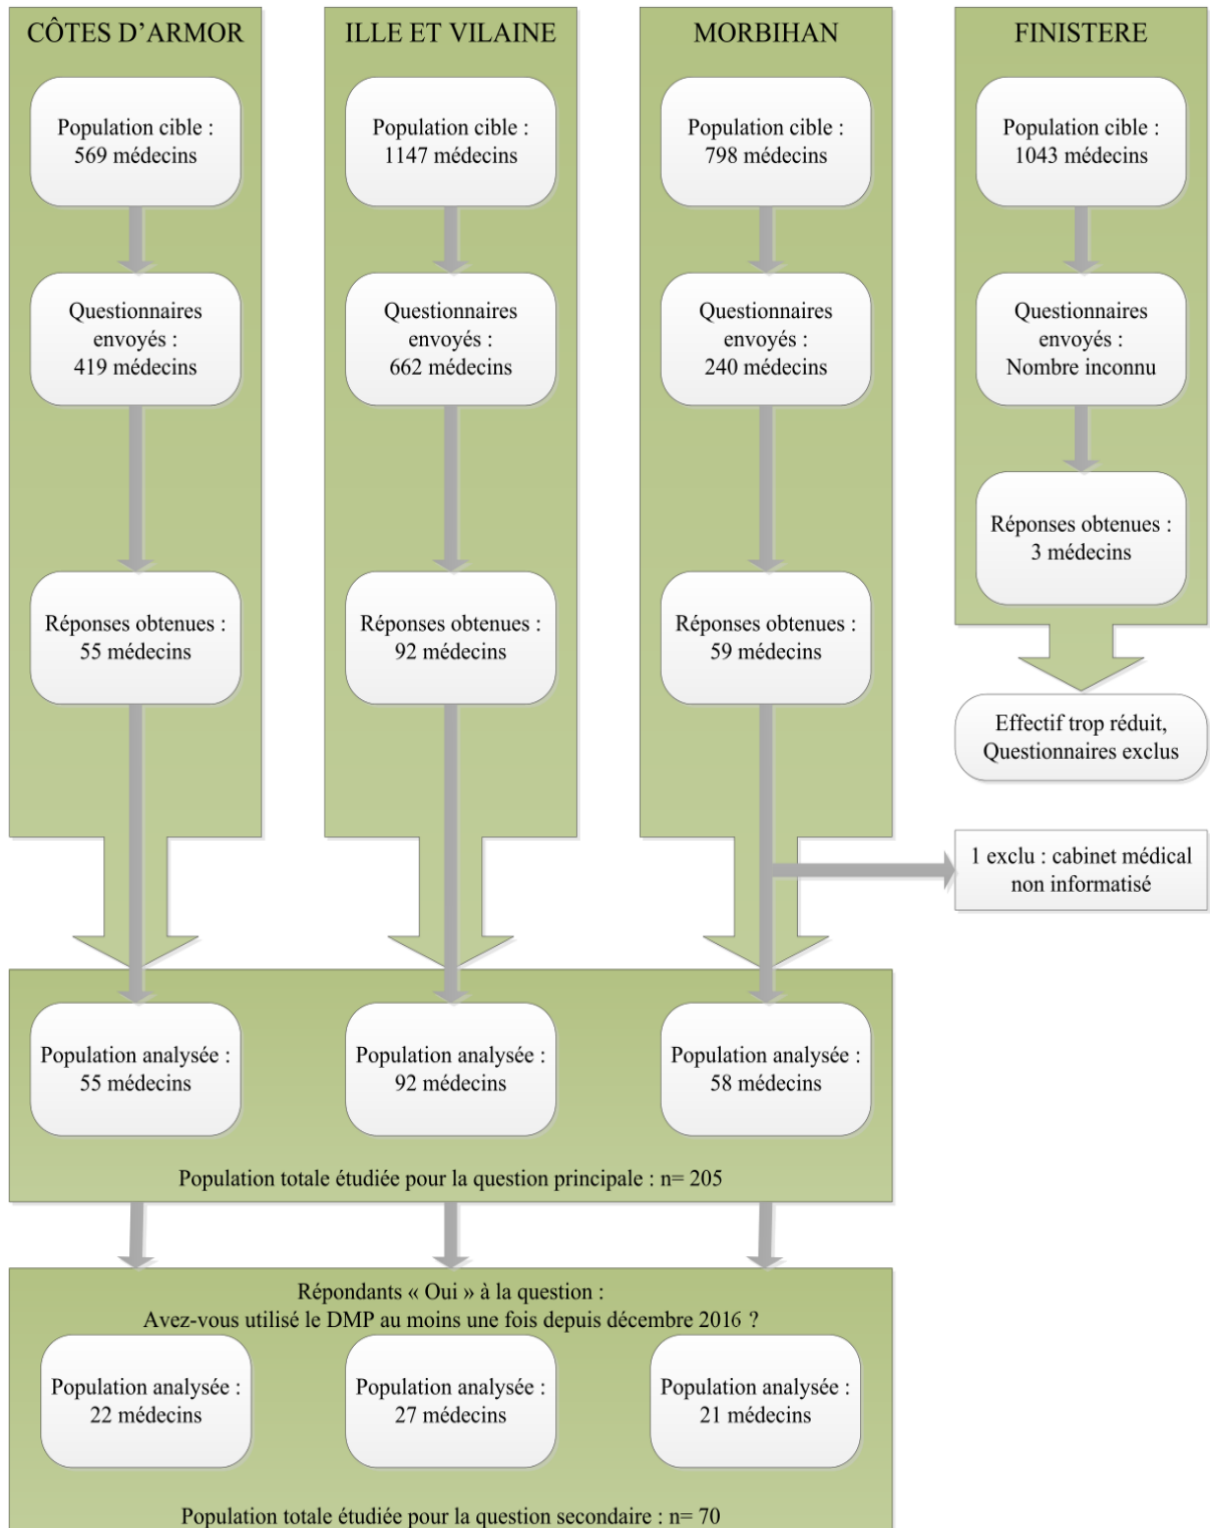 CÔTES D'ARMOR
Population cible :
569 médecins
Questionnaires
envoyés :
419 médecins
Réponses obtenues :
55 médecins
ILLE ET VILAINE
Population cible :
1147 médecins
Questionnaires
envoyés :
662 médecins
Réponses obtenues :
92 médecins
MORBIHAN
Population cible :
798 médecins
Questionnaires
envoyés :
240 médecins
Réponses obtenues :
59 médecins
FINISTERE
Population cible :
1043 médecins
Questionnaires
envoyés :
Nombre inconnu
Réponses obtenues :
3 médecins
Effectif trop réduit,
Questionnaires exclus
1 exclu : cabinet médical
non informatisé
Population analysée :
55 médecins
Population analysée :
92 médecins
Population analysée :
58 médecins
Population totale étudiée pour la question principale : n= 205
Répondants « Oui » à la question :
Avez-vous utilisé le DMP au moins une fois depuis décembre 2016 ?
Population analysée :
22 médecins
Population analysée :
27 médecins
Population analysée :
21 médecins
Population totale étudiée pour la question secondaire : n= 70